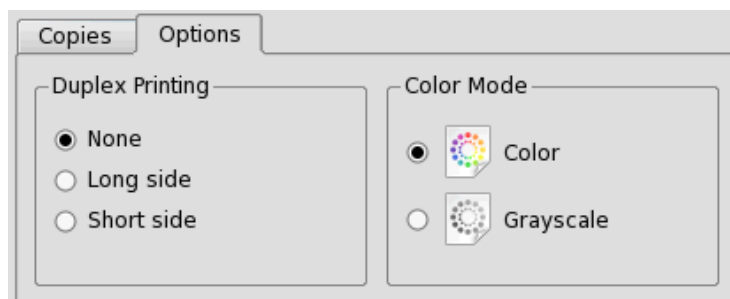 Copies
Options
Duplex Printing
None
Long side
Short side
Color Mode
Color
Grayscale